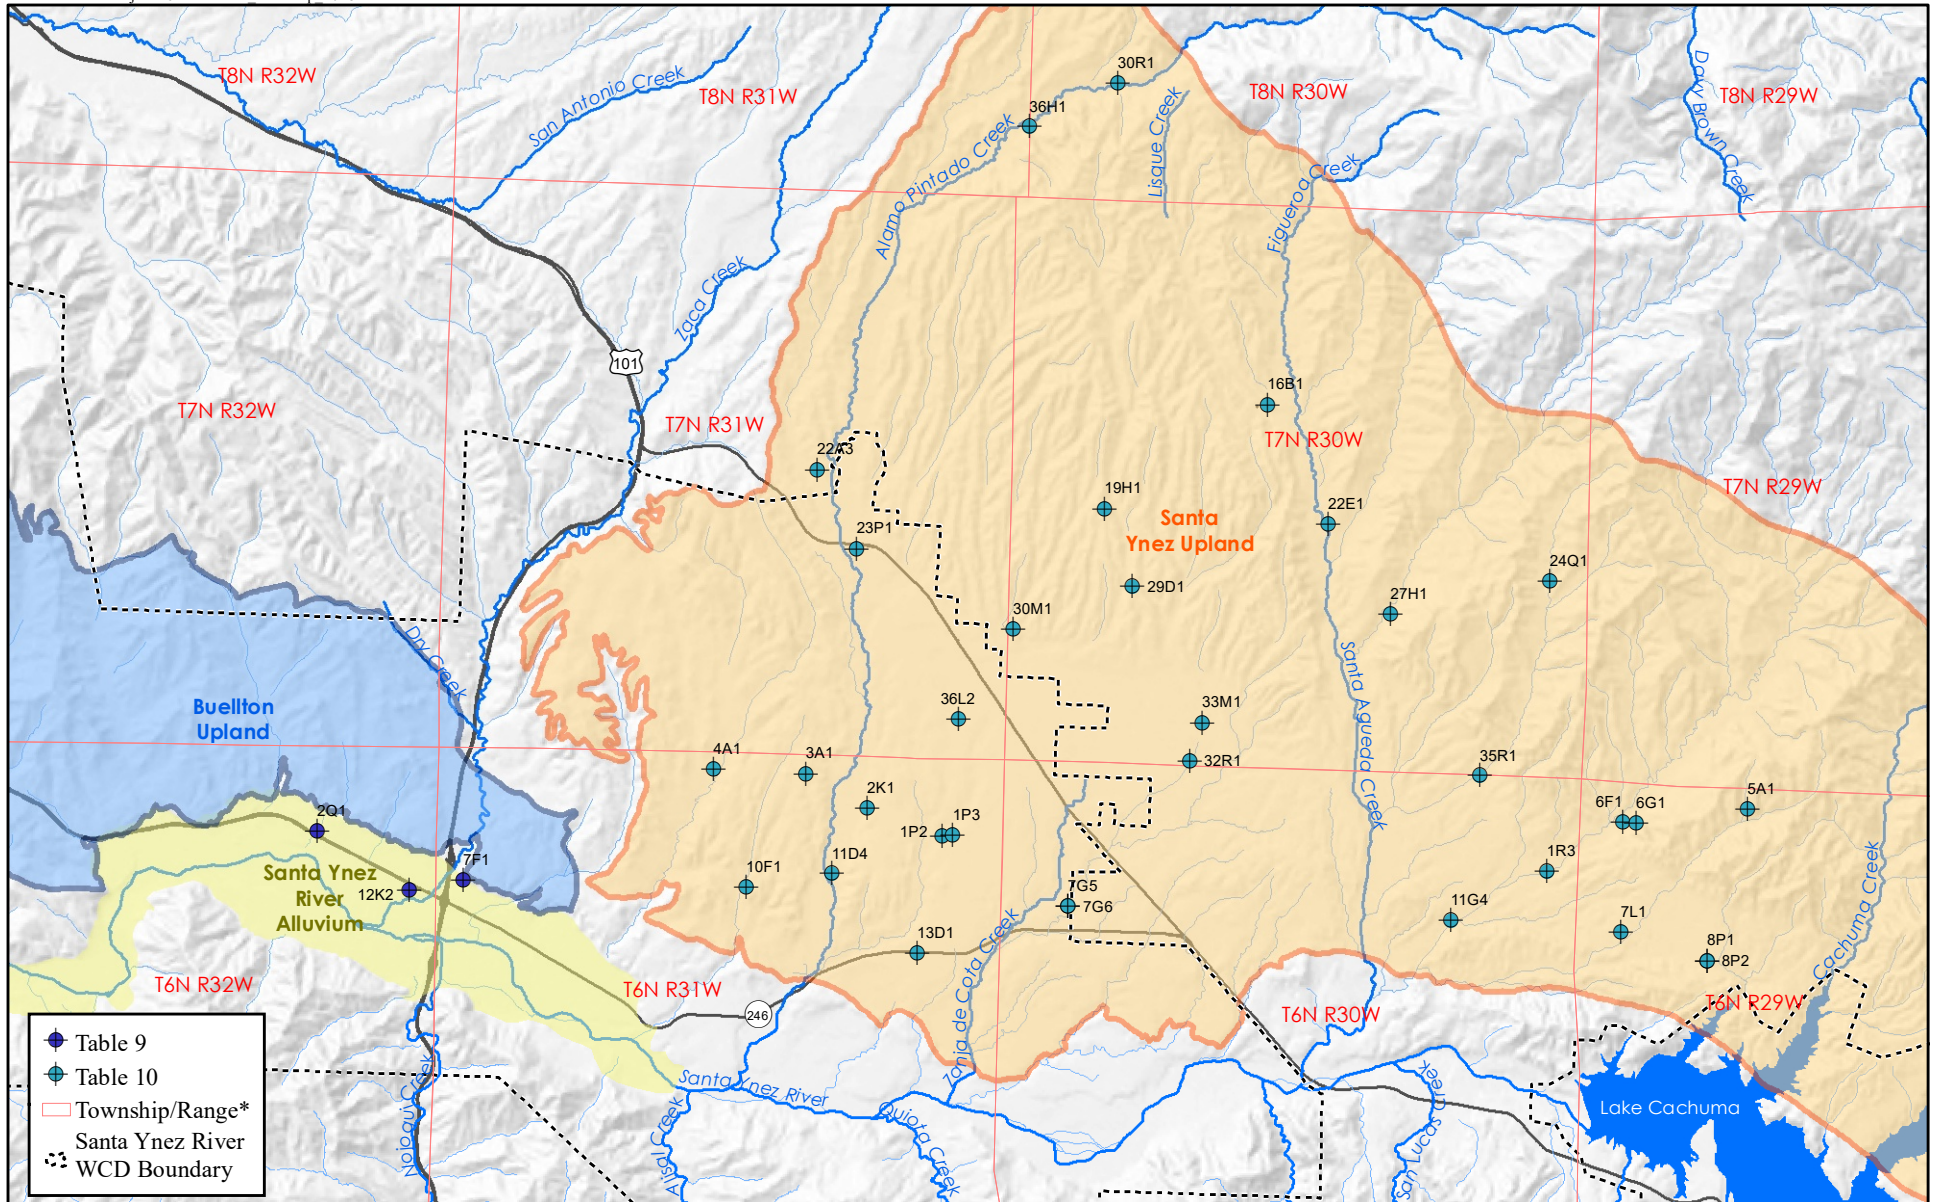 T8N R32W
San Antonio Creek
T8N R31W
30R1
36H1
Alamo Pintado Creek
Lisque Creek
T8N R30W
Figueroa Creek
Davy Brown Creek
T8N R29W
Zaca Creek
101
T7N R32W
T7N R31W
16B1
T7N R30W
22A3
T7N R29W
19H1
22E1
Santa
Ynez Upland
23P1
24Q1
29D1
27H1
30M1
Dry Creek
Santa Agueda Creek
Buellton
Upland
36L2
33M1
4A1
3A1
32R1
35R1
2K1
6F1
6G1
5A1
2Q1
1P2
1P3
7F1
Santa Ynez
River
Alluvium
12K2
10F1
11D4
1R3
Cachuma Creek
7G5
7G6
11G4
7L1
13D1
8P1
8P2
Zanja de Cota Creek
T6N R32W
T6N R31W
246
T6N R30W
T6N R29W
Table 9
Table 10
Township/Range*
Santa Ynez River
WCD Boundary
Nojoqui Creek
Santa Ynez River
Alisal Creek
Quiota Creek
San Lucas Creek
Lake Cachuma